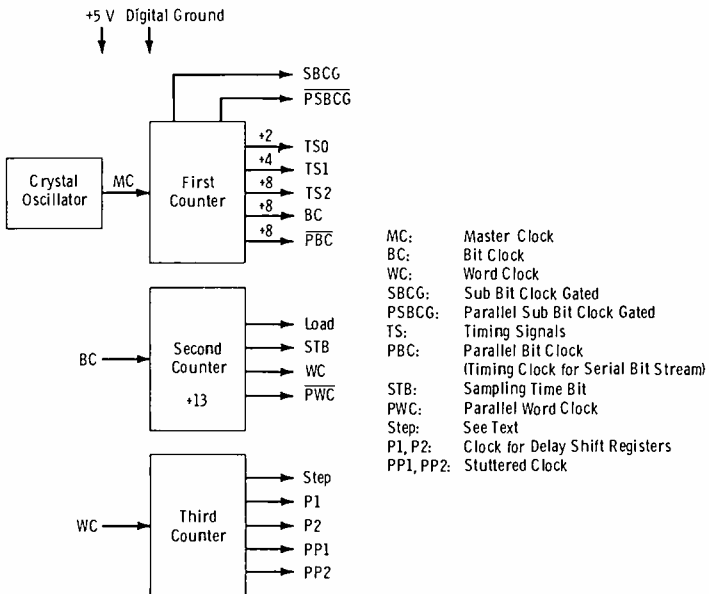 +5 V Digital Ground
SBCG
PSBCG
Crystal
Oscillator
MC
First
Counter
+2 TS0
+4 TS1
+8 TS2
+8 BC
+8 PBC
BC
Second
Counter
+13
Load
STB
WC
PWC
WC
Third
Counter
Step
P1
P2
PP1
PP2
MC: Master Clock
BC: Bit Clock
WC: Word Clock
SBCG: Sub Bit Clock Gated
PSBCG: Parallel Sub Bit Clock Gated
TS: Timing Signals
PBC: Parallel Bit Clock
(Timing Clock for Serial Bit Stream)
STB: Sampling Time Bit
PWC: Parallel Word Clock
Step: See Text
P1, P2: Clock for Delay Shift Registers
PP1, PP2: Stuttered Clock